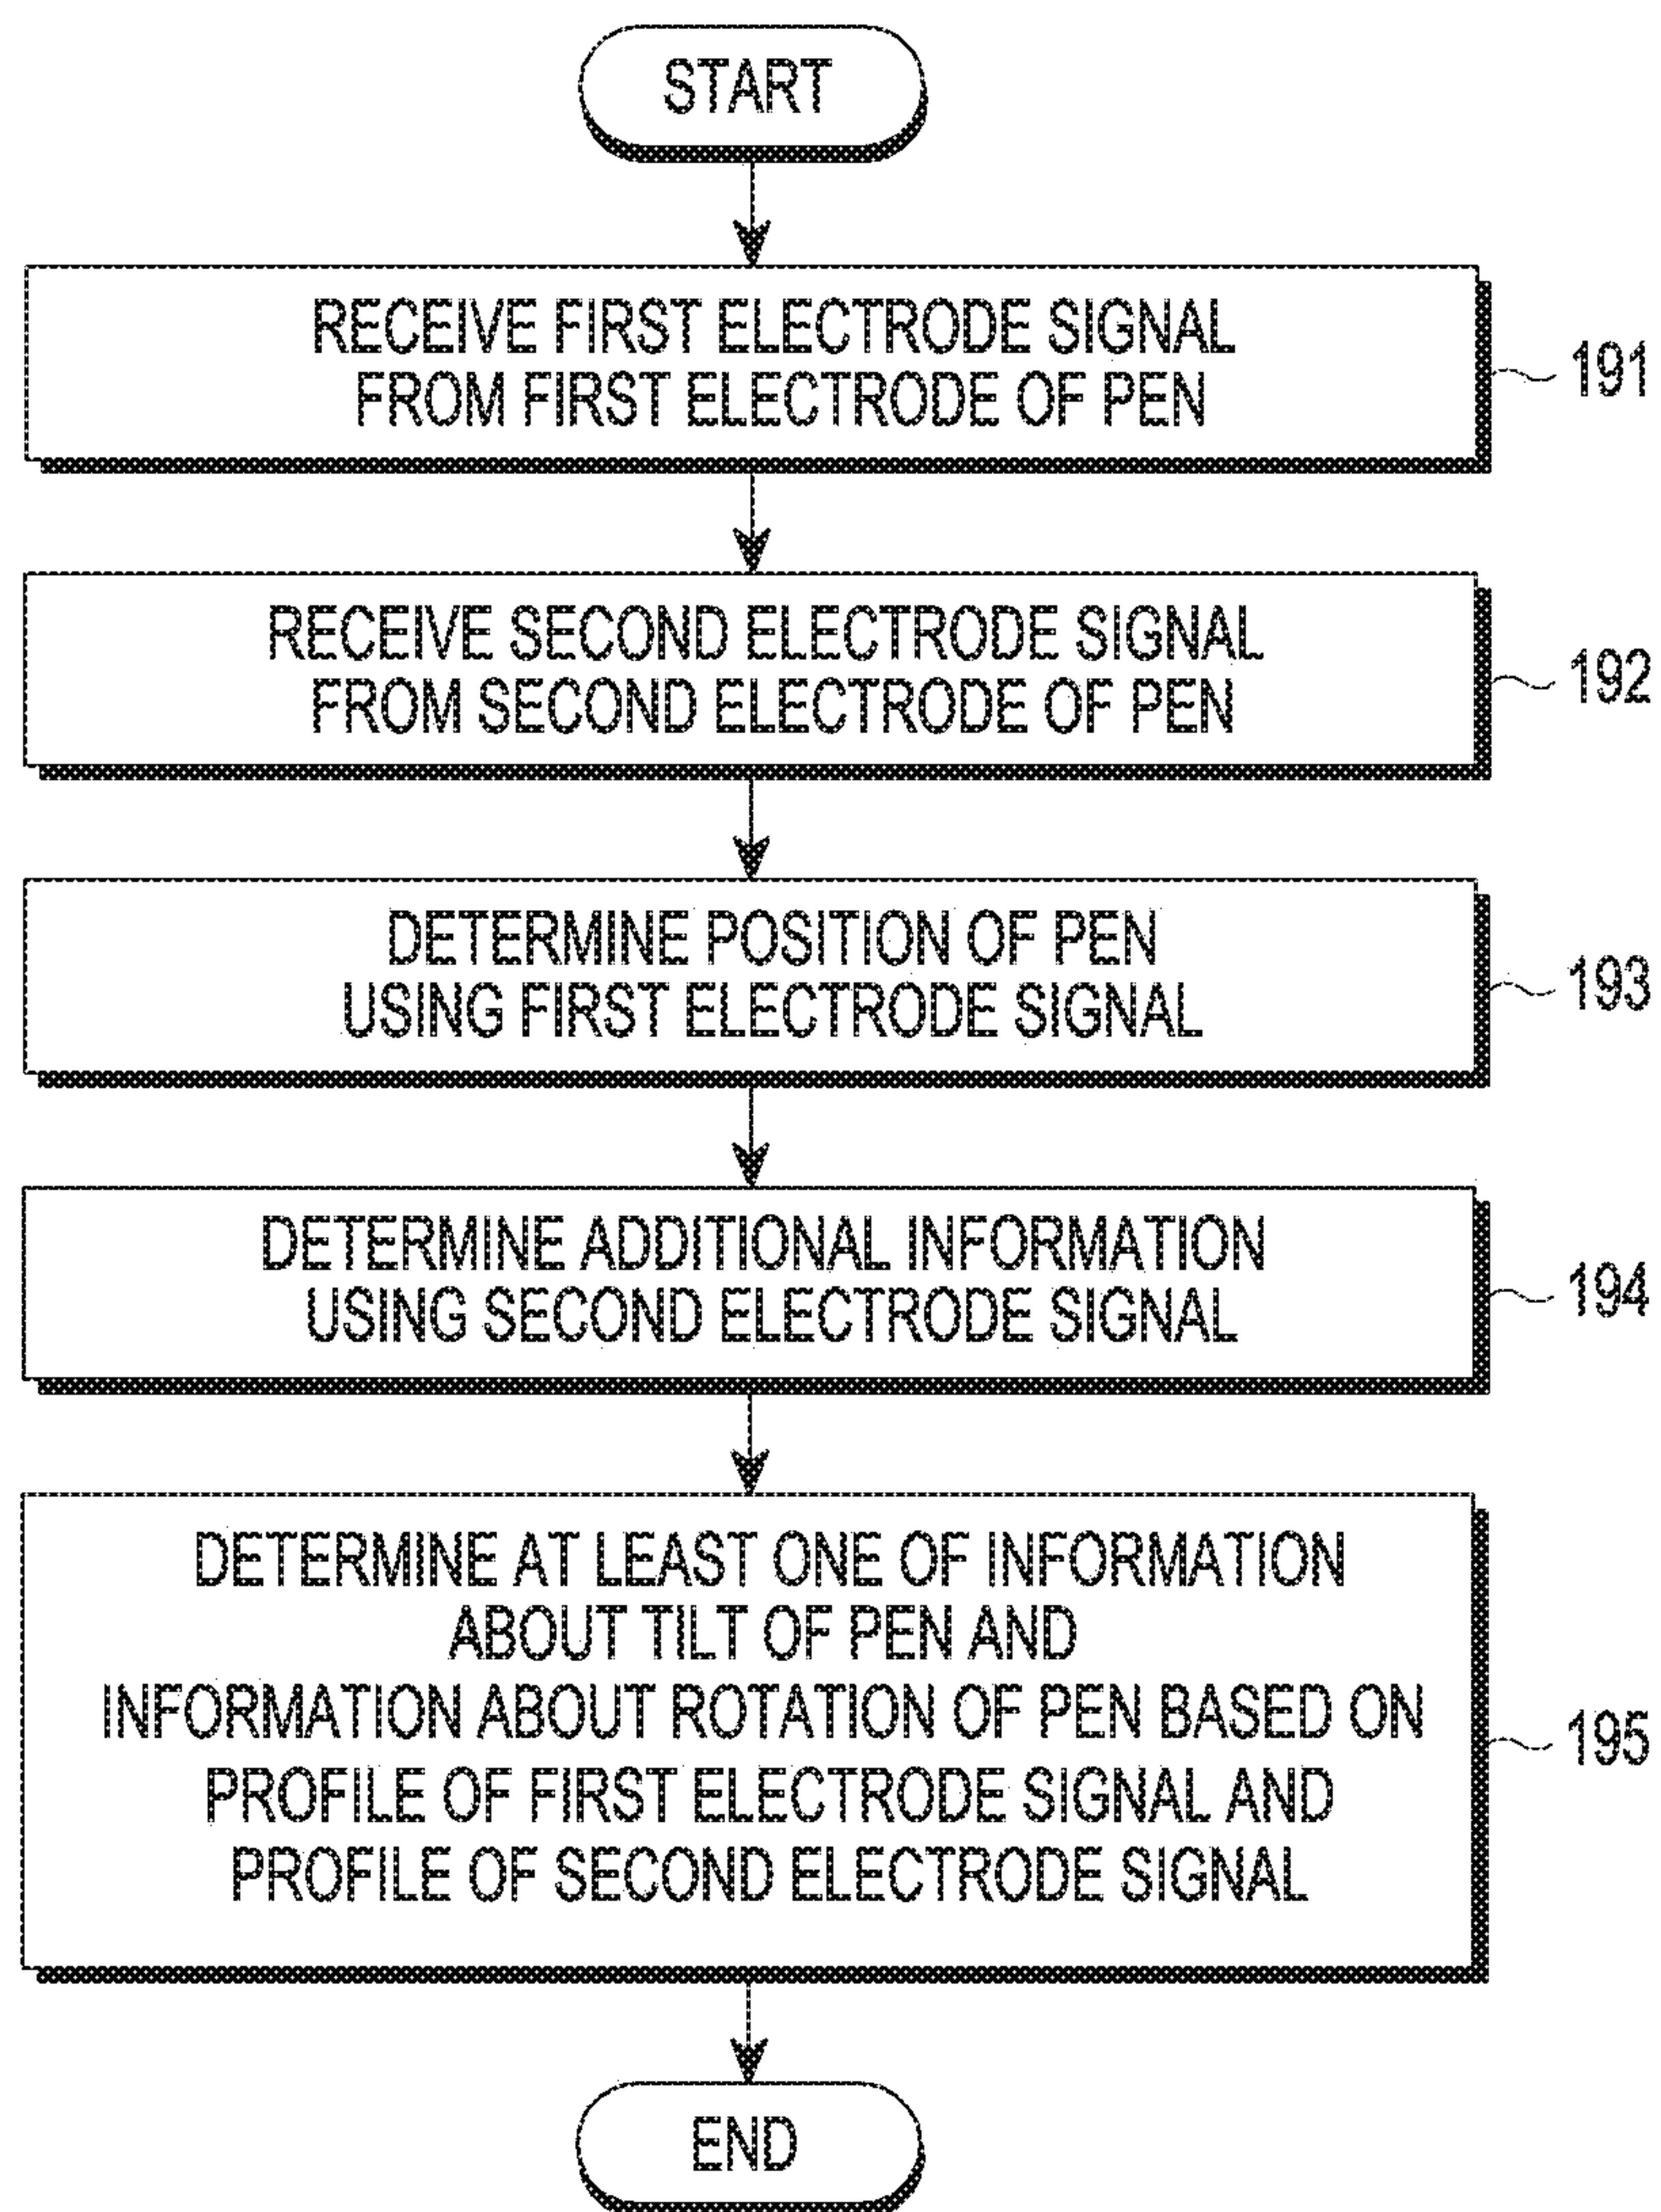 START
RECEIVE FIRST ELECTRODE SIGNAL
FROM FIRST ELECTRODE OF PEN
191
RECEIVE SECOND ELECTRODE SIGNAL
FROM SECOND ELECTRODE OF PEN
192
DETERMINE POSITION OF PEN
USING FIRST ELECTRODE SIGNAL
193
DETERMINE ADDITIONAL INFORMATION
USING SECOND ELECTRODE SIGNAL
194
DETERMINE AT LEAST ONE OF INFORMATION
ABOUT TILT OF PEN AND
INFORMATION ABOUT ROTATION OF PEN BASED ON
PROFILE OF FIRST ELECTRODE SIGNAL AND
PROFILE OF SECOND ELECTRODE SIGNAL
195
END